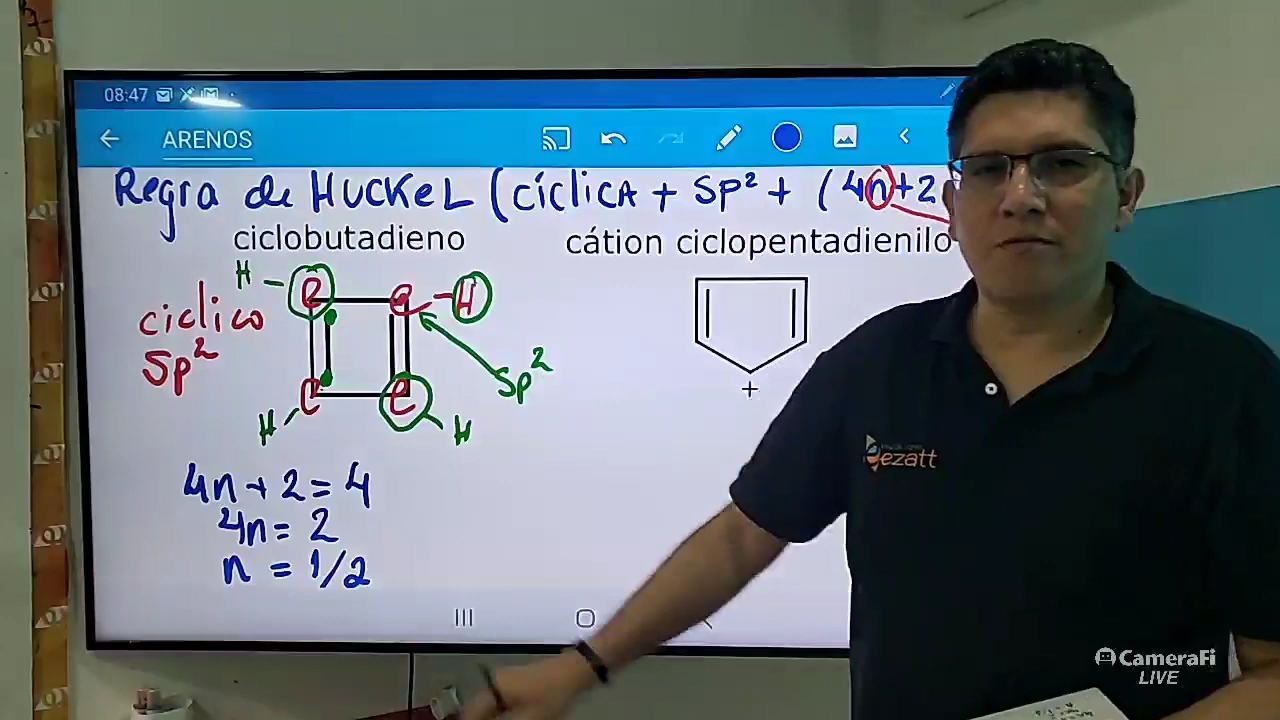 08:47
ARENOS
Regra de HUCKEL (cíclicA + Sp² + (4n+2
ciclobutadieno
cátion ciclopentadienilo
H C C H
ciclico
Sp²
Sp²
C C
H H
+
4n + 2 = 4
4n = 2
n = 1/2
ezatt
CameraFi
LIVE